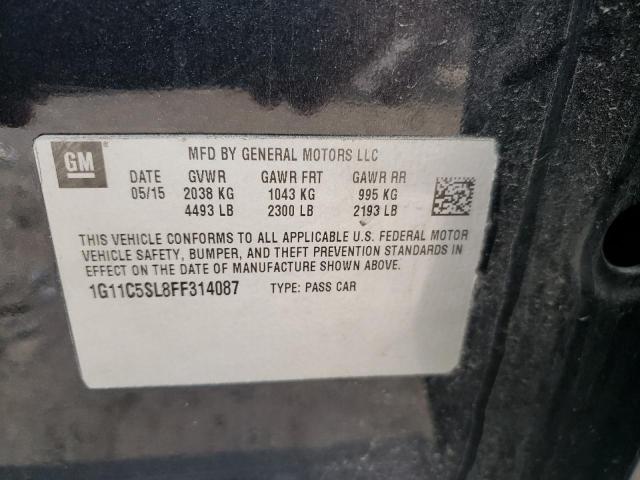 GM
MFD BY GENERAL MOTORS LLC
DATE GVWR GAWR FRT GAWR RR
05/15 2038 KG 1043 KG 995 KG
4493 LB 2300 LB 2193 LB
THIS VEHICLE CONFORMS TO ALL APPLICABLE U.S. FEDERAL MOTOR
VEHICLE SAFETY, BUMPER, AND THEFT PREVENTION STANDARDS IN
EFFECT ON THE DATE OF MANUFACTURE SHOWN ABOVE.
1G11C5SL8FF314087 TYPE: PASS CAR